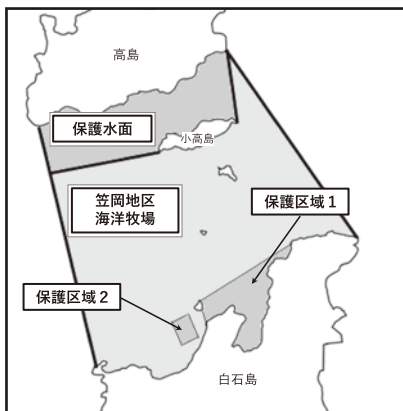 高島
保護水面
小高島
笠岡地区
海洋牧場
保護区域1
保護区域2
白石島